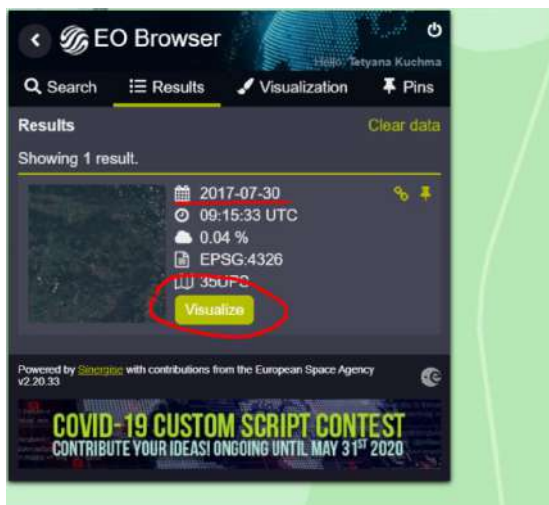 EO Browser
Hello, Tetyana Kuchma
Search Results Visualization Pins
Results Clear data
Showing 1 result.
2017-07-30
09:15:33 UTC
0.04 %
EPSG:4326
Visualize
Powered by Sinergise with contributions from the European Space Agency
v2.20.33
COVID-19 CUSTOM SCRIPT CONTEST
CONTRIBUTE YOUR IDEAS! ONGOING UNTIL MAY 31ST 2020